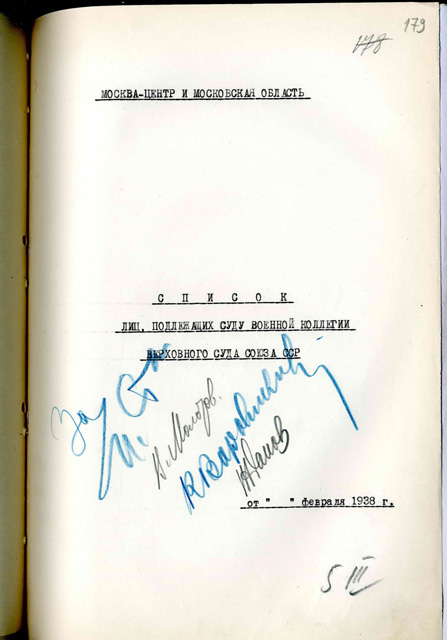 179
178
МОСКВА-ЦЕНТР И МОСКОВСКАЯ ОБЛАСТЬ
С П И С О К
ЛИЦ, ПОДЛЕЖАЩИХ СУДУ ВОЕННОЙ КОЛЛЕГИИ
ВЕРХОВНОГО СУДА СОЮЗА ССР
За
И. Ст
В. Молотов.
К Ворошилов
Жданов
от " " февраля 1938 г.
5 III